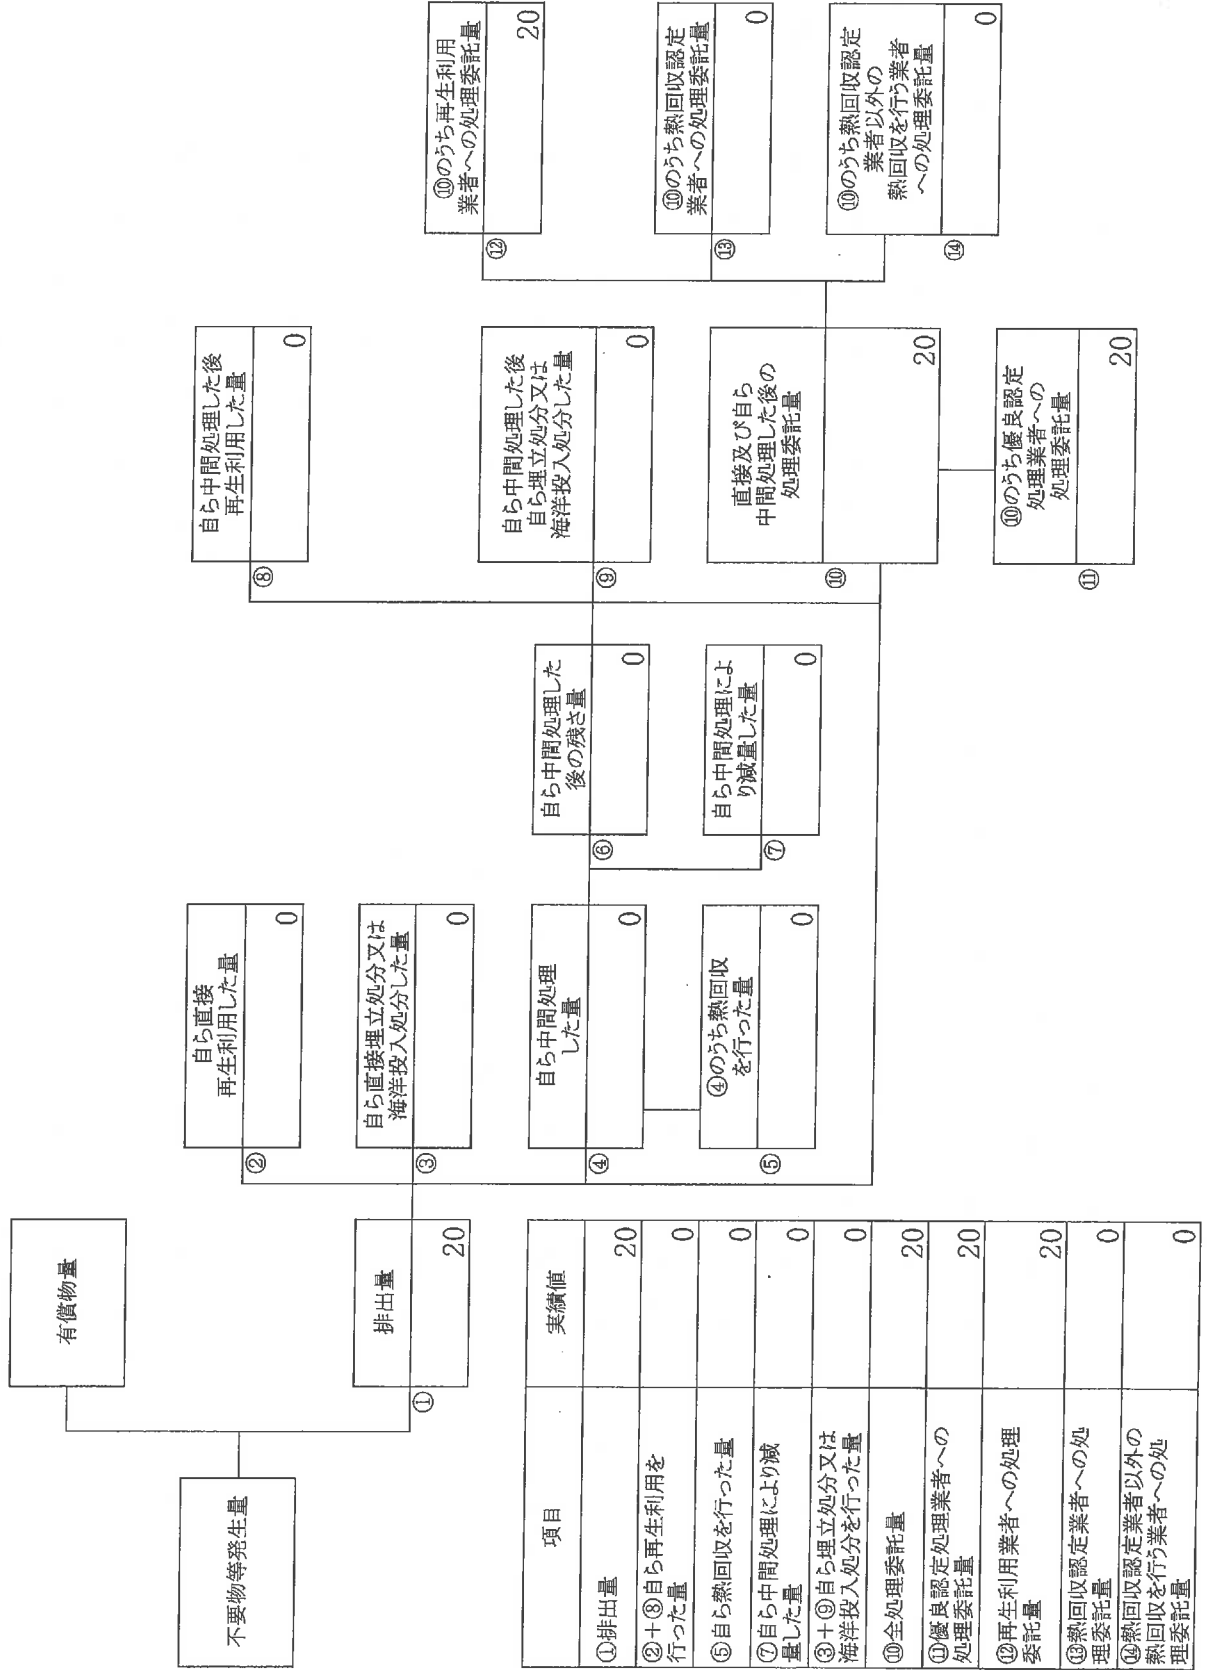 不要物等発生量
有償物量
排出量
①
20
自ら直接
再生利用した量
②
0
自ら直接埋立処分又は
海洋投入処分した量
③
0
自ら中間処理
した量
④
0
④のうち熱回収
を行った量
⑤
0
自ら中間処理した
後の残さ量
⑥
0
自ら中間処理によ
り減量した量
⑦
0
自ら中間処理した後
再生利用した量
⑧
0
自ら中間処理した後
自ら埋立処分又は
海洋投入処分した量
⑨
0
直接及び自ら
中間処理した後の
処理委託量
⑩
20
⑩のうち優良認定
処理業者への
処理委託量
⑪
20
⑩のうち再生利用
業者への処理委託量
⑫
20
⑩のうち熱回収認定
業者への処理委託量
⑬
0
⑩のうち熱回収認定
業者以外の
熱回収を行う業者
への処理委託量
⑭
0
項目
実績値
①排出量
20
②+⑧自ら再生利用を
行った量
0
⑤自ら熱回収を行った量
0
⑦自ら中間処理により減
量した量
0
③+⑨自ら埋立処分又は
海洋投入処分を行った量
0
⑩全処理委託量
20
⑪優良認定処理業者への
処理委託量
20
⑫再生利用業者への処理
委託量
20
⑬熱回収認定業者への処
理委託量
0
⑭熱回収認定業者以外の
熱回収を行う業者への処
理委託量
0